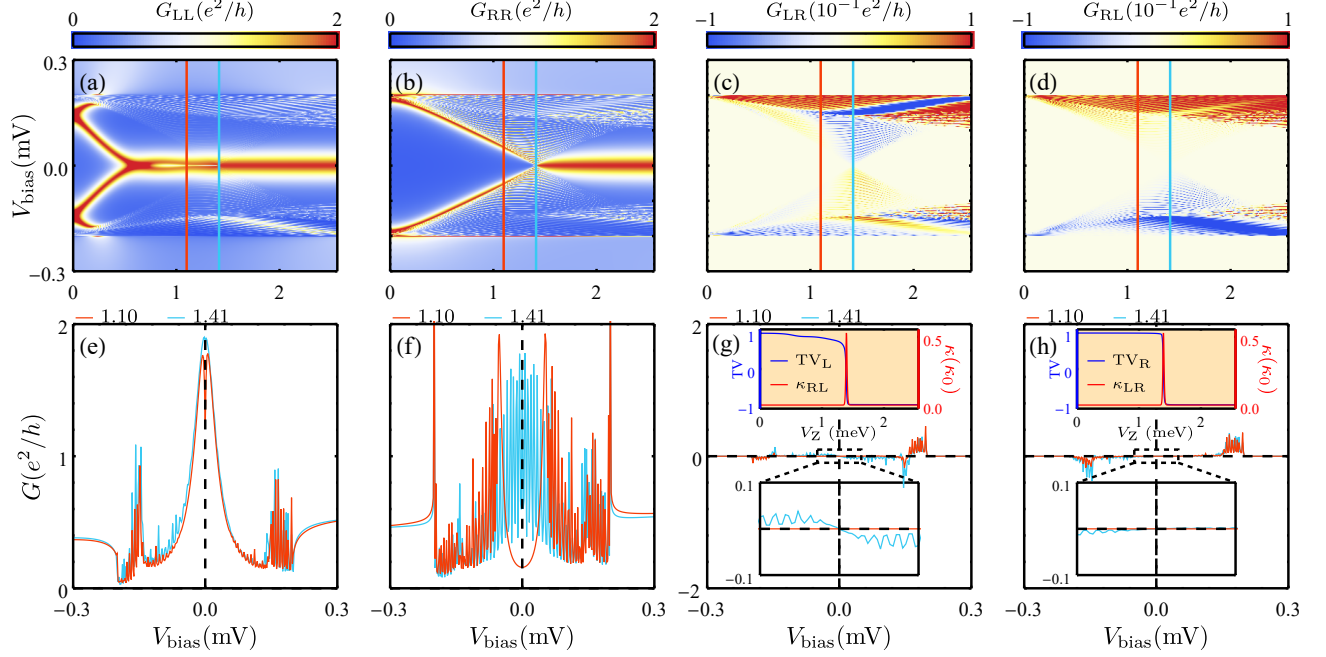 G_LL(e²/h) G_RR(e²/h) G_LR(10⁻¹e²/h) G_RL(10⁻¹e²/h)
0 2 0 2 −1 1 −1 1
(a) (b) (c) (d)
V_bias(mV)
0.3
0.0
−0.3
0 1 2 0 1 2 0 1 2 0 1 2
1.10 1.41 1.10 1.41 1.10 1.41 1.10 1.41
(e) (f) (g) (h)
G(e²/h)
2
1
0
2
0
−2
TV
1
0
−1
TV_L
κ_RL
0.5
0.0
κ(κ₀)
0 1 2
V_Z (meV)
0.1
−0.1
TV
1
0
−1
TV_R
κ_LR
0.5
0.0
κ(κ₀)
0 1 2
V_Z (meV)
0.1
−0.1
−0.3 0.0 0.3 −0.3 0.0 0.3 −0.3 0.0 0.3 −0.3 0.0 0.3
V_bias(mV) V_bias(mV) V_bias(mV) V_bias(mV)